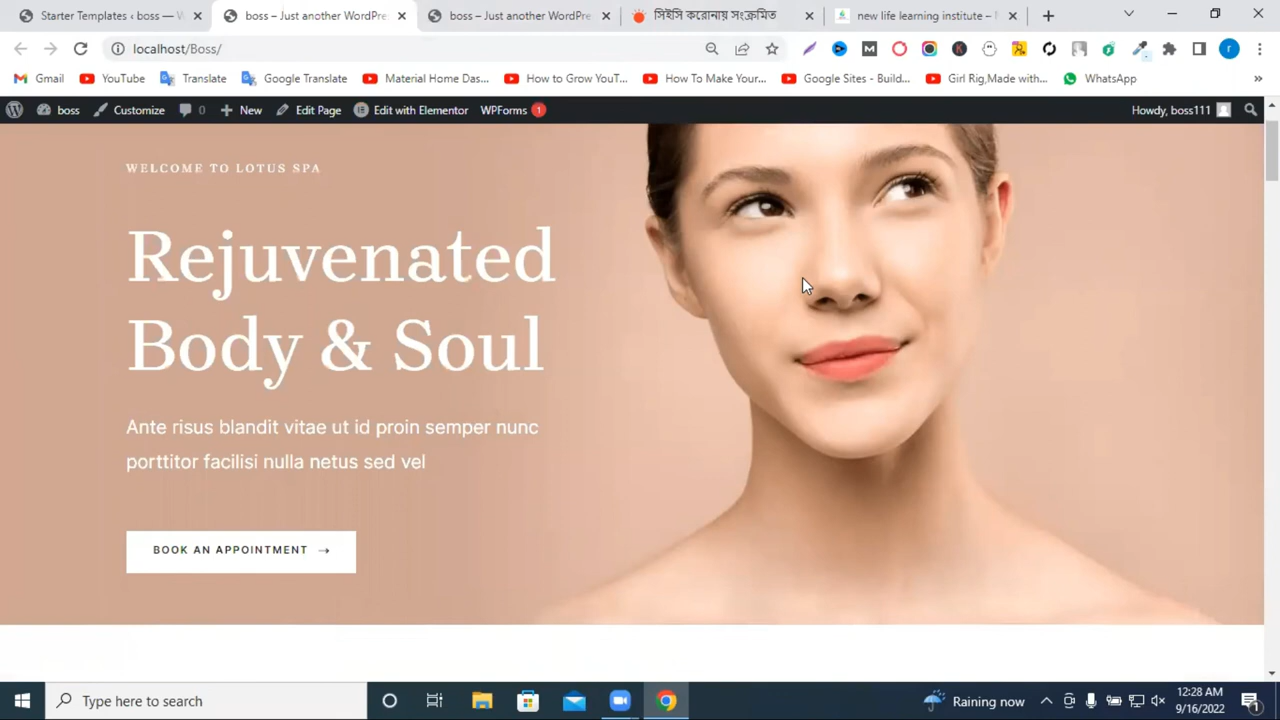 Starter Templates ‹ boss — W
boss – Just another WordPre
boss – Just another WordPre
সিইসি করোনায় সংক্রমিত
new life learning institute –
localhost/Boss/
Gmail
YouTube
Translate
Google Translate
Material Home Das...
How to Grow YouT...
How To Make Your...
Google Sites - Build...
Girl Rig,Made with...
WhatsApp
»
boss
Customize
0
New
Edit Page
Edit with Elementor
WPForms 1
Howdy, boss111
WELCOME TO LOTUS SPA
Rejuvenated
Body & Soul
Ante risus blandit vitae ut id proin semper nunc
porttitor facilisi nulla netus sed vel
BOOK AN APPOINTMENT →
Type here to search
Raining now
12:28 AM
9/16/2022
1